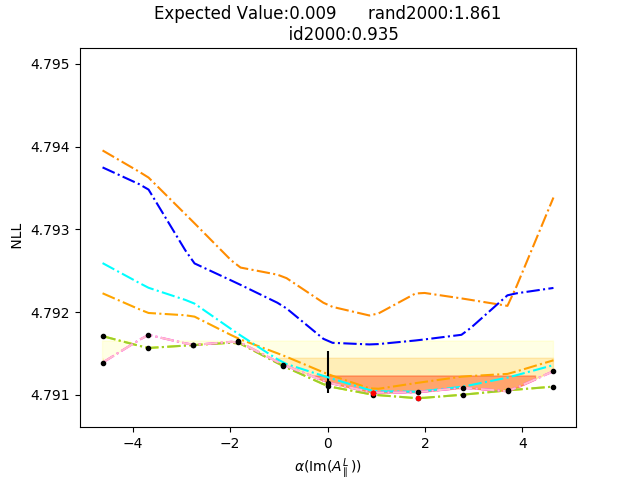 Expected Value:0.009 rand2000:1.861
id2000:0.935
NLL
4.795
4.794
4.793
4.792
4.791
−4 −2 0 2 4
α(Im(A∥^L))